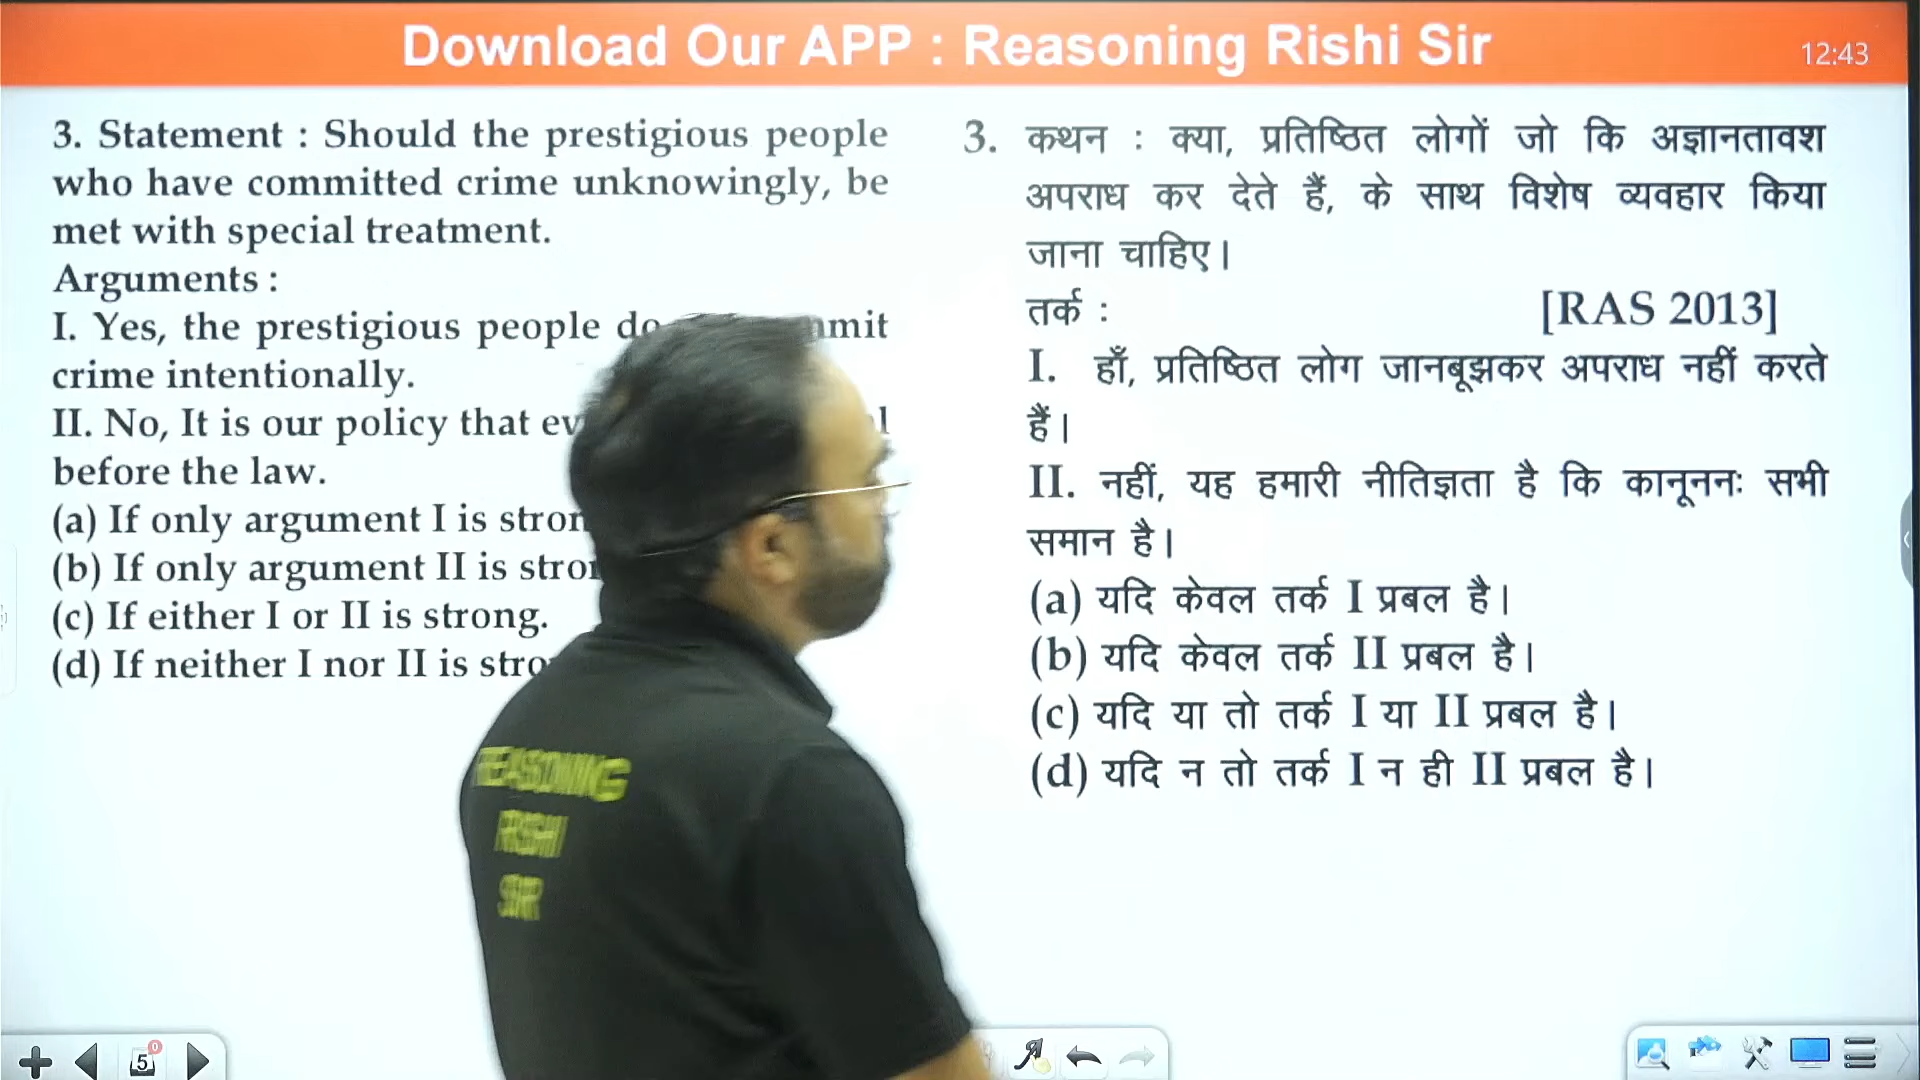 Download Our APP : Reasoning Rishi Sir
12:43
3. Statement : Should the prestigious people
who have committed crime unknowingly, be
met with special treatment.
Arguments :
I. Yes, the prestigious people
crime intentionally.
II. No, It is our policy that
before the law.
(a) If only argument I is
(b) If only argument II is
(c) If either I or II is strong.
(d) If neither I nor II is
3. कथन : क्या, प्रतिष्ठित लोगों जो कि अज्ञानतावश
अपराध कर देते हैं, के साथ विशेष व्यवहार किया
जाना चाहिए।
तर्क : [RAS 2013]
I. हाँ, प्रतिष्ठित लोग जानबूझकर अपराध नहीं करते
हैं।
II. नहीं, यह हमारी नीतिज्ञता है कि कानूननः सभी
समान है।
(a) यदि केवल तर्क I प्रबल है।
(b) यदि केवल तर्क II प्रबल है।
(c) यदि या तो तर्क I या II प्रबल है।
(d) यदि न तो तर्क I न ही II प्रबल है।
REASONING
RISHI
SIR
5
0